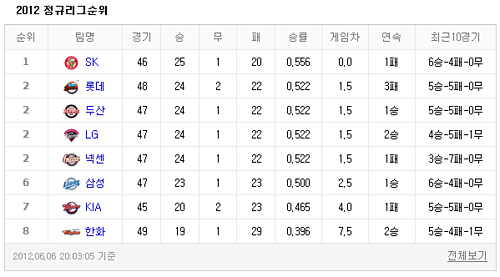 2012 정규리그순위
순위 팀명 경기 승 무 패 승률 게임차 연속 최근10경기
1 SK 46 25 1 20 0,556 0,0 1패 6승-4패-0무
2 롯데 48 24 2 22 0,522 1,5 3패 5승-5패-0무
2 두산 47 24 1 22 0,522 1,5 1승 5승-5패-0무
2 LG 47 24 1 22 0,522 1,5 2승 4승-5패-1무
2 넥센 47 24 1 22 0,522 1,5 1패 3승-7패-0무
6 삼성 47 23 1 23 0,500 2,5 1승 6승-4패-0무
7 KIA 45 20 2 23 0,465 4,0 1패 5승-5패-0무
8 한화 49 19 1 29 0,396 7,5 2승 5승-4패-1무
2012,06,06 20:03:05 기준 전체보기